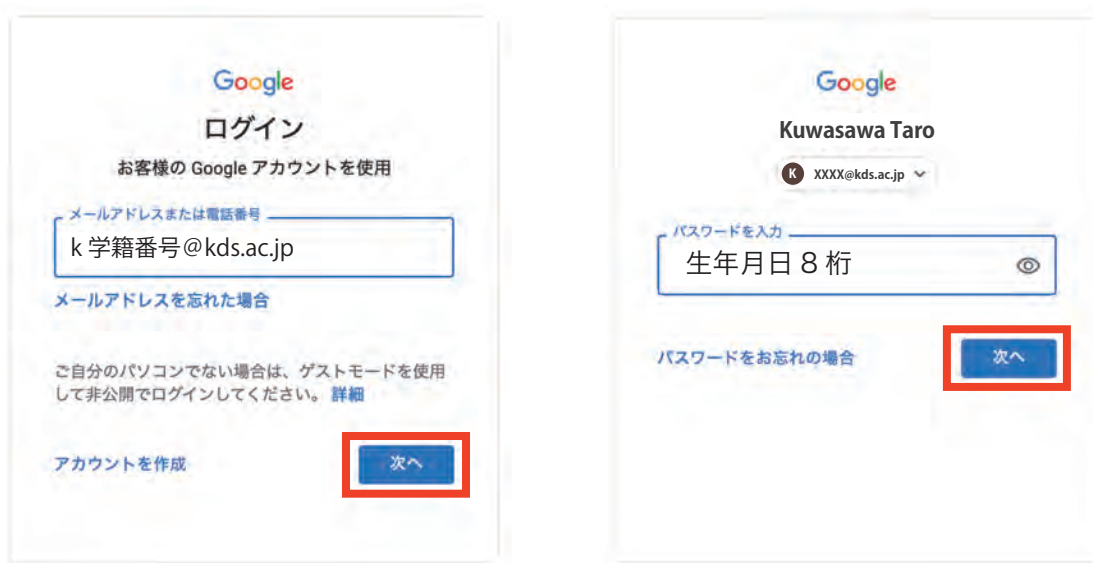 Google
ログイン
お客様の Google アカウントを使用
メールアドレスまたは電話番号
k 学籍番号@kds.ac.jp
メールアドレスを忘れた場合
ご自分のパソコンでない場合は、ゲストモードを使用
して非公開でログインしてください。 詳細
アカウントを作成
次へ
Google
Kuwasawa Taro
K XXXX@kds.ac.jp
パスワードを入力
生年月日 8 桁
パスワードをお忘れの場合
次へ